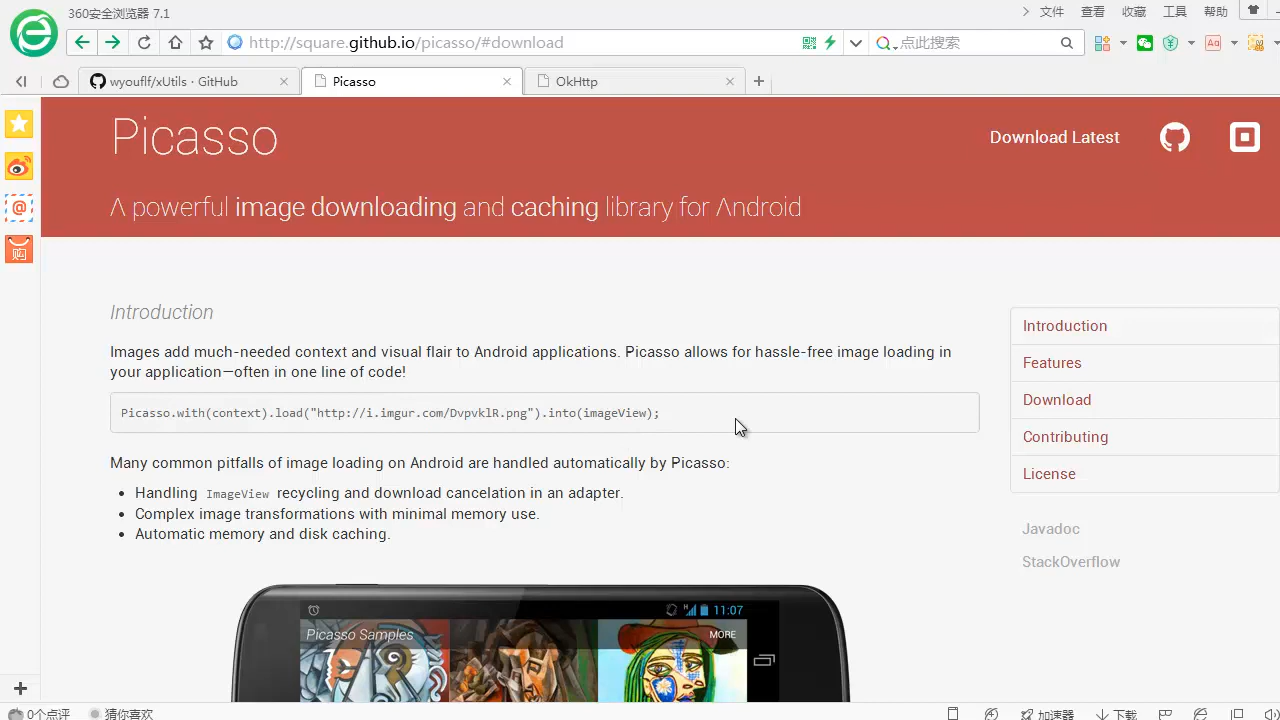 360安全浏览器 7.1
文件 查看 收藏 工具 帮助
http://square.github.io/picasso/#download
点此搜索
wyouflf/xUtils · GitHub
Picasso
OkHttp
Picasso
Download Latest
A powerful image downloading and caching library for Android
Introduction
Images add much-needed context and visual flair to Android applications. Picasso allows for hassle-free image loading in
your application—often in one line of code!
Picasso.with(context).load("http://i.imgur.com/DvpvklR.png").into(imageView);
Many common pitfalls of image loading on Android are handled automatically by Picasso:
• Handling ImageView recycling and download cancelation in an adapter.
• Complex image transformations with minimal memory use.
• Automatic memory and disk caching.
Introduction
Features
Download
Contributing
License
Javadoc
StackOverflow
11:07
Picasso Samples
MORE
0个点评
猜你喜欢
加速器
下载